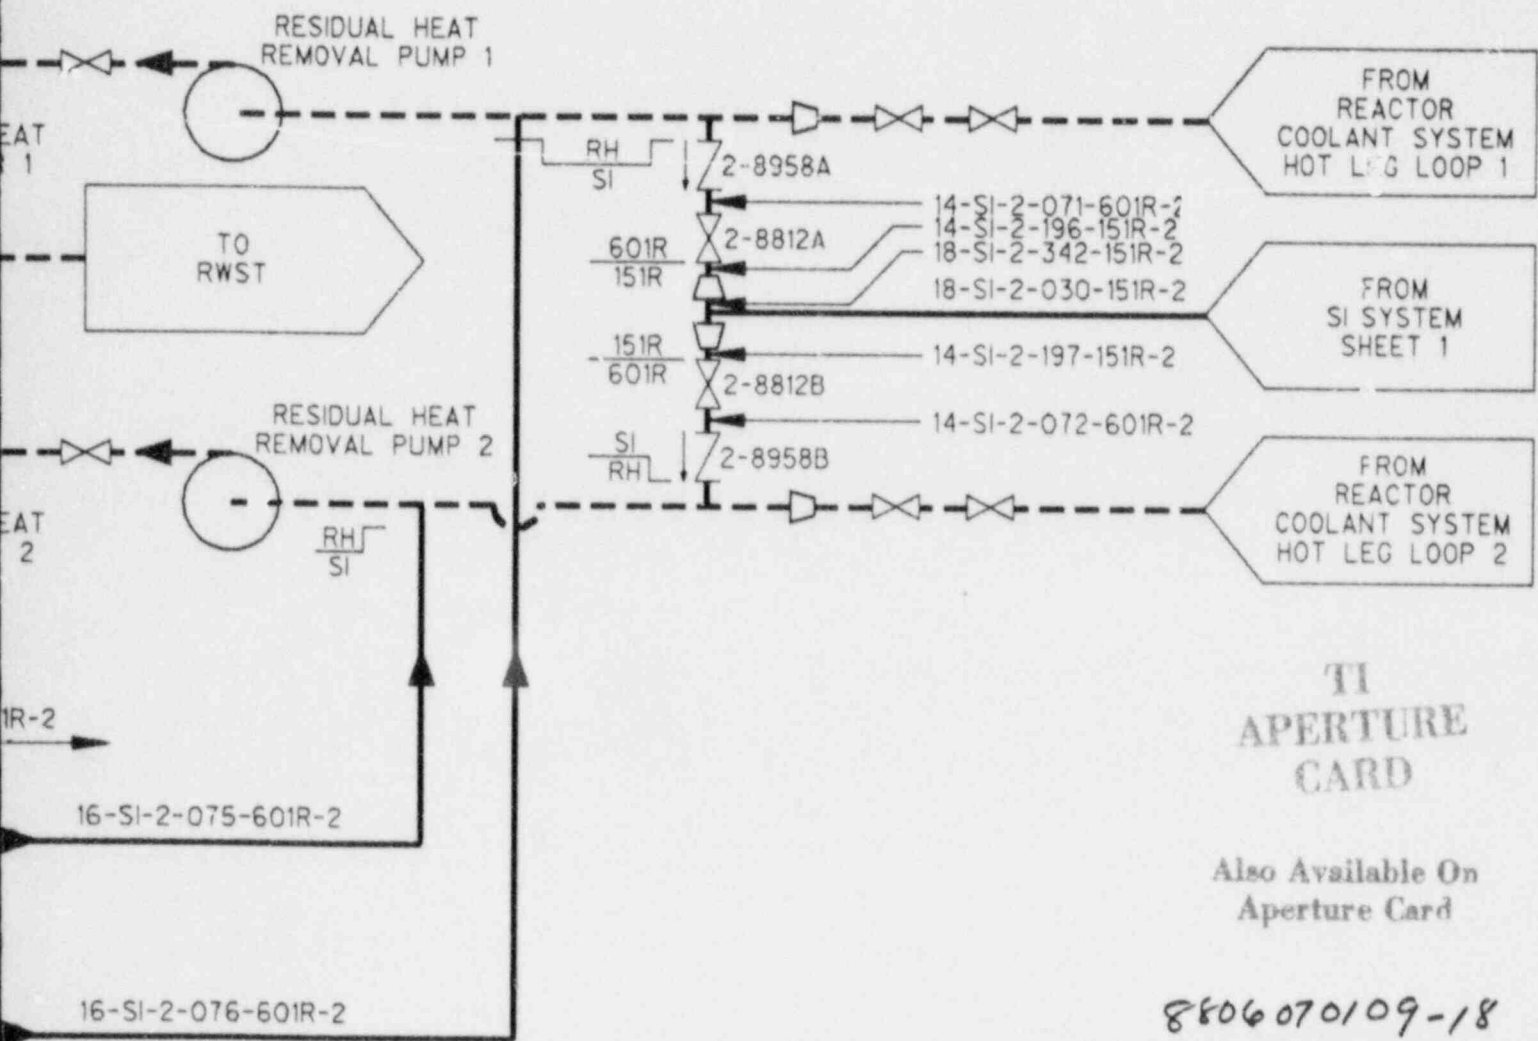 RESIDUAL HEAT
REMOVAL PUMP 1
EAT
1
FROM
REACTOR
COOLANT SYSTEM
HOT LEG LOOP 1
RH
SI
2-8958A
14-SI-2-071-601R-2
14-SI-2-196-151R-2
18-SI-2-342-151R-2
18-SI-2-030-151R-2
2-8812A
601R
151R
TO
RWST
FROM
SI SYSTEM
SHEET 1
151R
601R
14-SI-2-197-151R-2
2-8812B
14-SI-2-072-601R-2
RESIDUAL HEAT
REMOVAL PUMP 2
SI
RH
2-8958B
FROM
REACTOR
COOLANT SYSTEM
HOT LEG LOOP 2
EAT
2
RH
SI
1R-2
16-SI-2-075-601R-2
16-SI-2-076-601R-2
TI
APERTURE
CARD
Also Available On
Aperture Card
8806070109-18